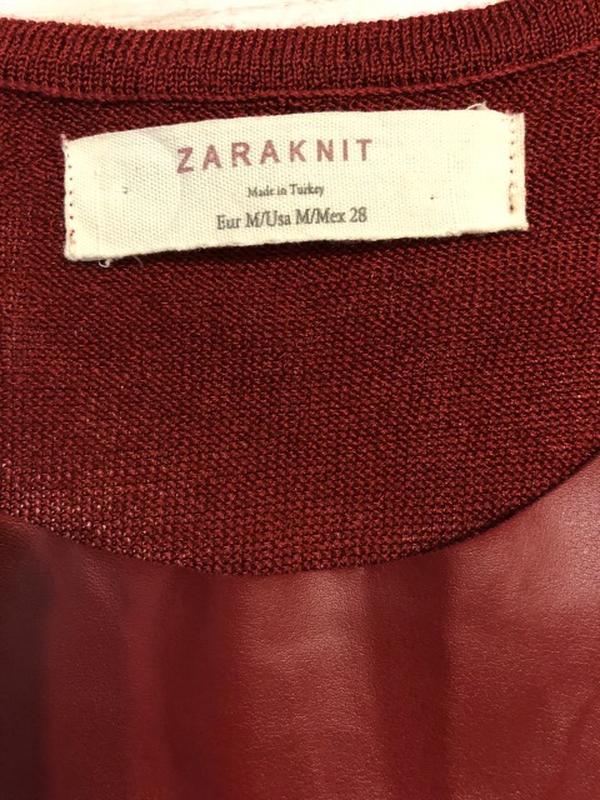 ZARAKNIT
Made in Turkey
Eur M/Usa M/Mex 28